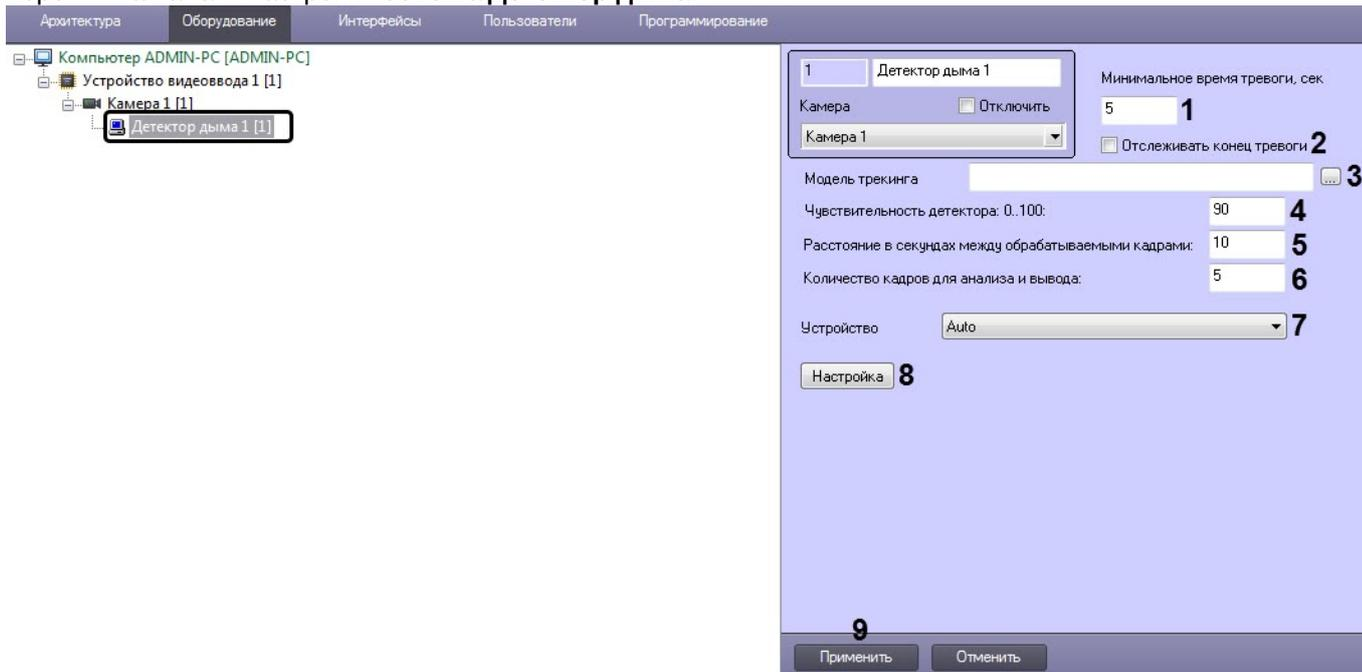 Архитектура Оборудование Интерфейсы Пользователи Программирование
Компьютер ADMIN-PC [ADMIN-PC]
Устройство видеоввода 1 [1]
Камера 1 [1]
Детектор дыма 1 [1]
1 Детектор дыма 1
Камера Отключить
Камера 1
Минимальное время тревоги, сек
5 1
Отслеживать конец тревоги 2
Модель трекинга ... 3
Чувствительность детектора: 0..100: 90 4
Расстояние в секундах между обрабатываемыми кадрами: 10 5
Количество кадров для анализа и вывода: 5 6
Устройство Auto 7
Настройка 8
9
Применить Отменить